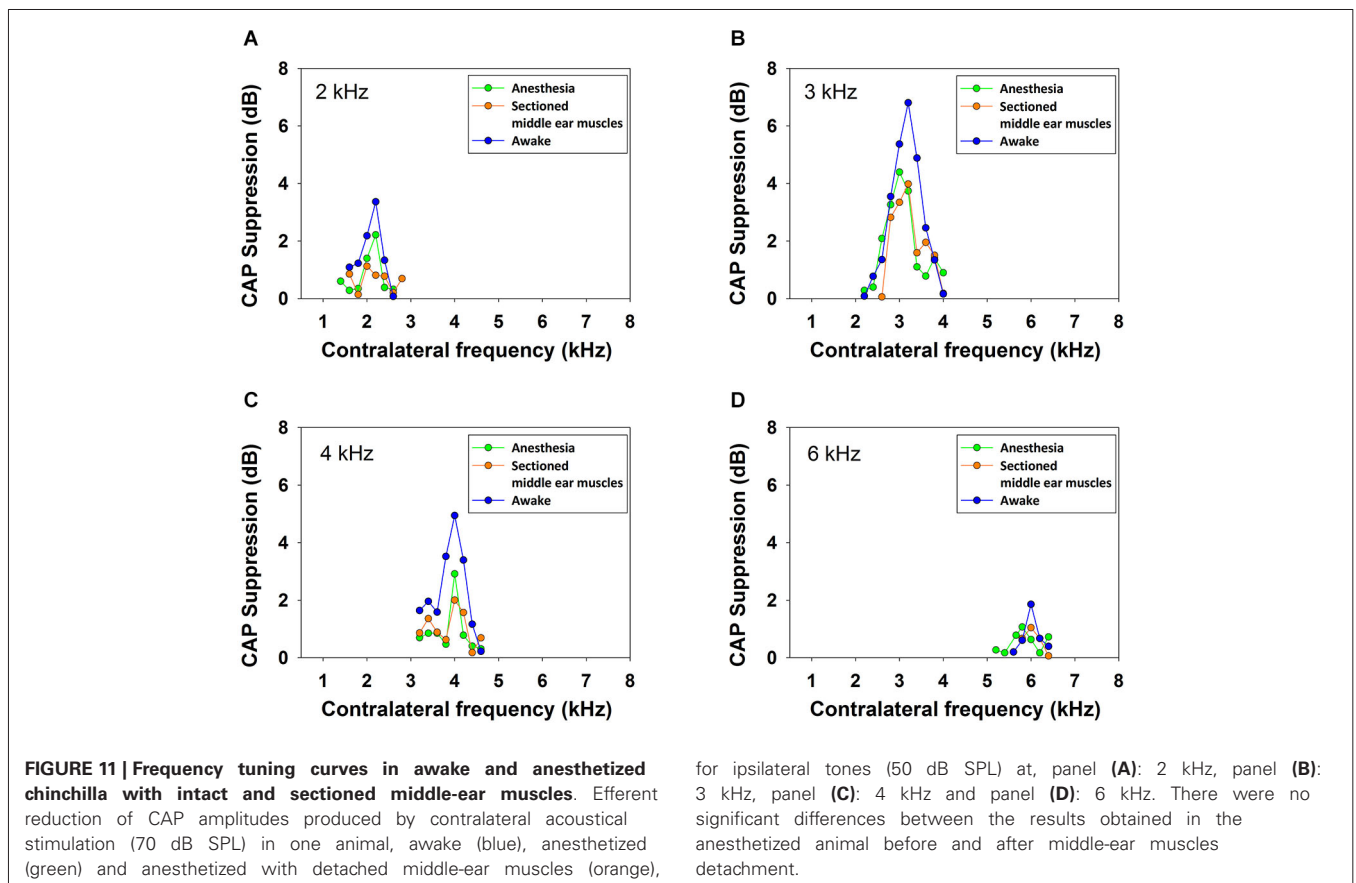 A
2 kHz
Anesthesia
Sectioned
middle ear muscles
Awake
CAP Suppression (dB)
8
6
4
2
0
1 2 3 4 5 6 7 8
Contralateral frequency (kHz)
B
3 kHz
Anesthesia
Sectioned
middle ear muscles
Awake
CAP Suppression (dB)
8
6
4
2
0
1 2 3 4 5 6 7 8
Contralateral frequency (kHz)
C
4 kHz
Anesthesia
Sectioned
middle ear muscles
Awake
CAP Suppression (dB)
8
6
4
2
0
1 2 3 4 5 6 7 8
Contralateral frequency (kHz)
D
6 kHz
Anesthesia
Sectioned
middle ear muscles
Awake
CAP Suppression (dB)
8
6
4
2
0
1 2 3 4 5 6 7 8
Contralateral frequency (kHz)
FIGURE 11 | Frequency tuning curves in awake and anesthetized
chinchilla with intact and sectioned middle-ear muscles. Efferent
reduction of CAP amplitudes produced by contralateral acoustical
stimulation (70 dB SPL) in one animal, awake (blue), anesthetized
(green) and anesthetized with detached middle-ear muscles (orange),
for ipsilateral tones (50 dB SPL) at, panel (A): 2 kHz, panel (B):
3 kHz, panel (C): 4 kHz and panel (D): 6 kHz. There were no
significant differences between the results obtained in the
anesthetized animal before and after middle-ear muscles
detachment.